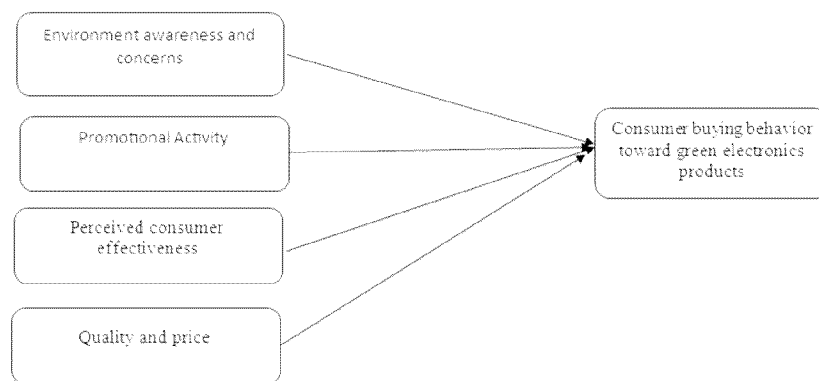 Environment awareness and
concerns
Promotional Activity
Perceived consumer
effectiveness
Quality and price
Consumer buying behavior
toward green electronics
products